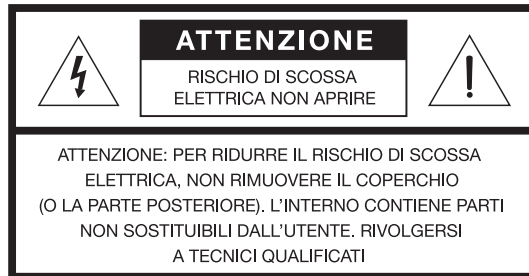 ATTENZIONE
RISCHIO DI SCOSSA
ELETTRICA NON APRIRE
ATTENZIONE: PER RIDURRE IL RISCHIO DI SCOSSA
ELETTRICA, NON RIMUOVERE IL COPERCHIO
(O LA PARTE POSTERIORE). L'INTERNO CONTIENE PARTI
NON SOSTITUIBILI DALL'UTENTE. RIVOLGERSI
A TECNICI QUALIFICATI